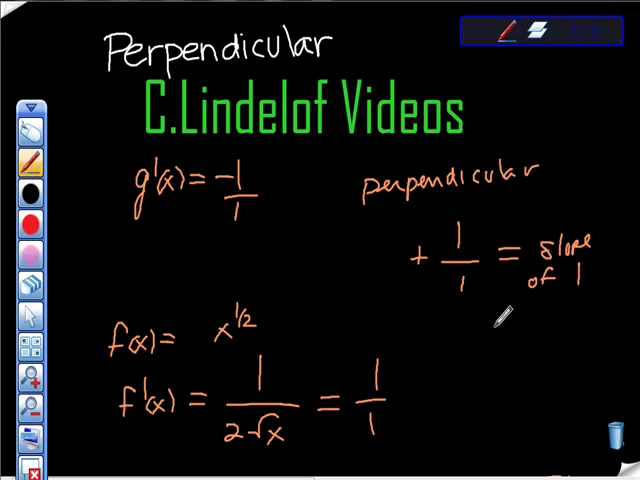 Perpendicular
C.Lindelof Videos
g'(x) = -1/1
perpendicular
+ 1/1 = slope of 1
f(x) = x^1/2
f'(x) = 1/2√x = 1/1